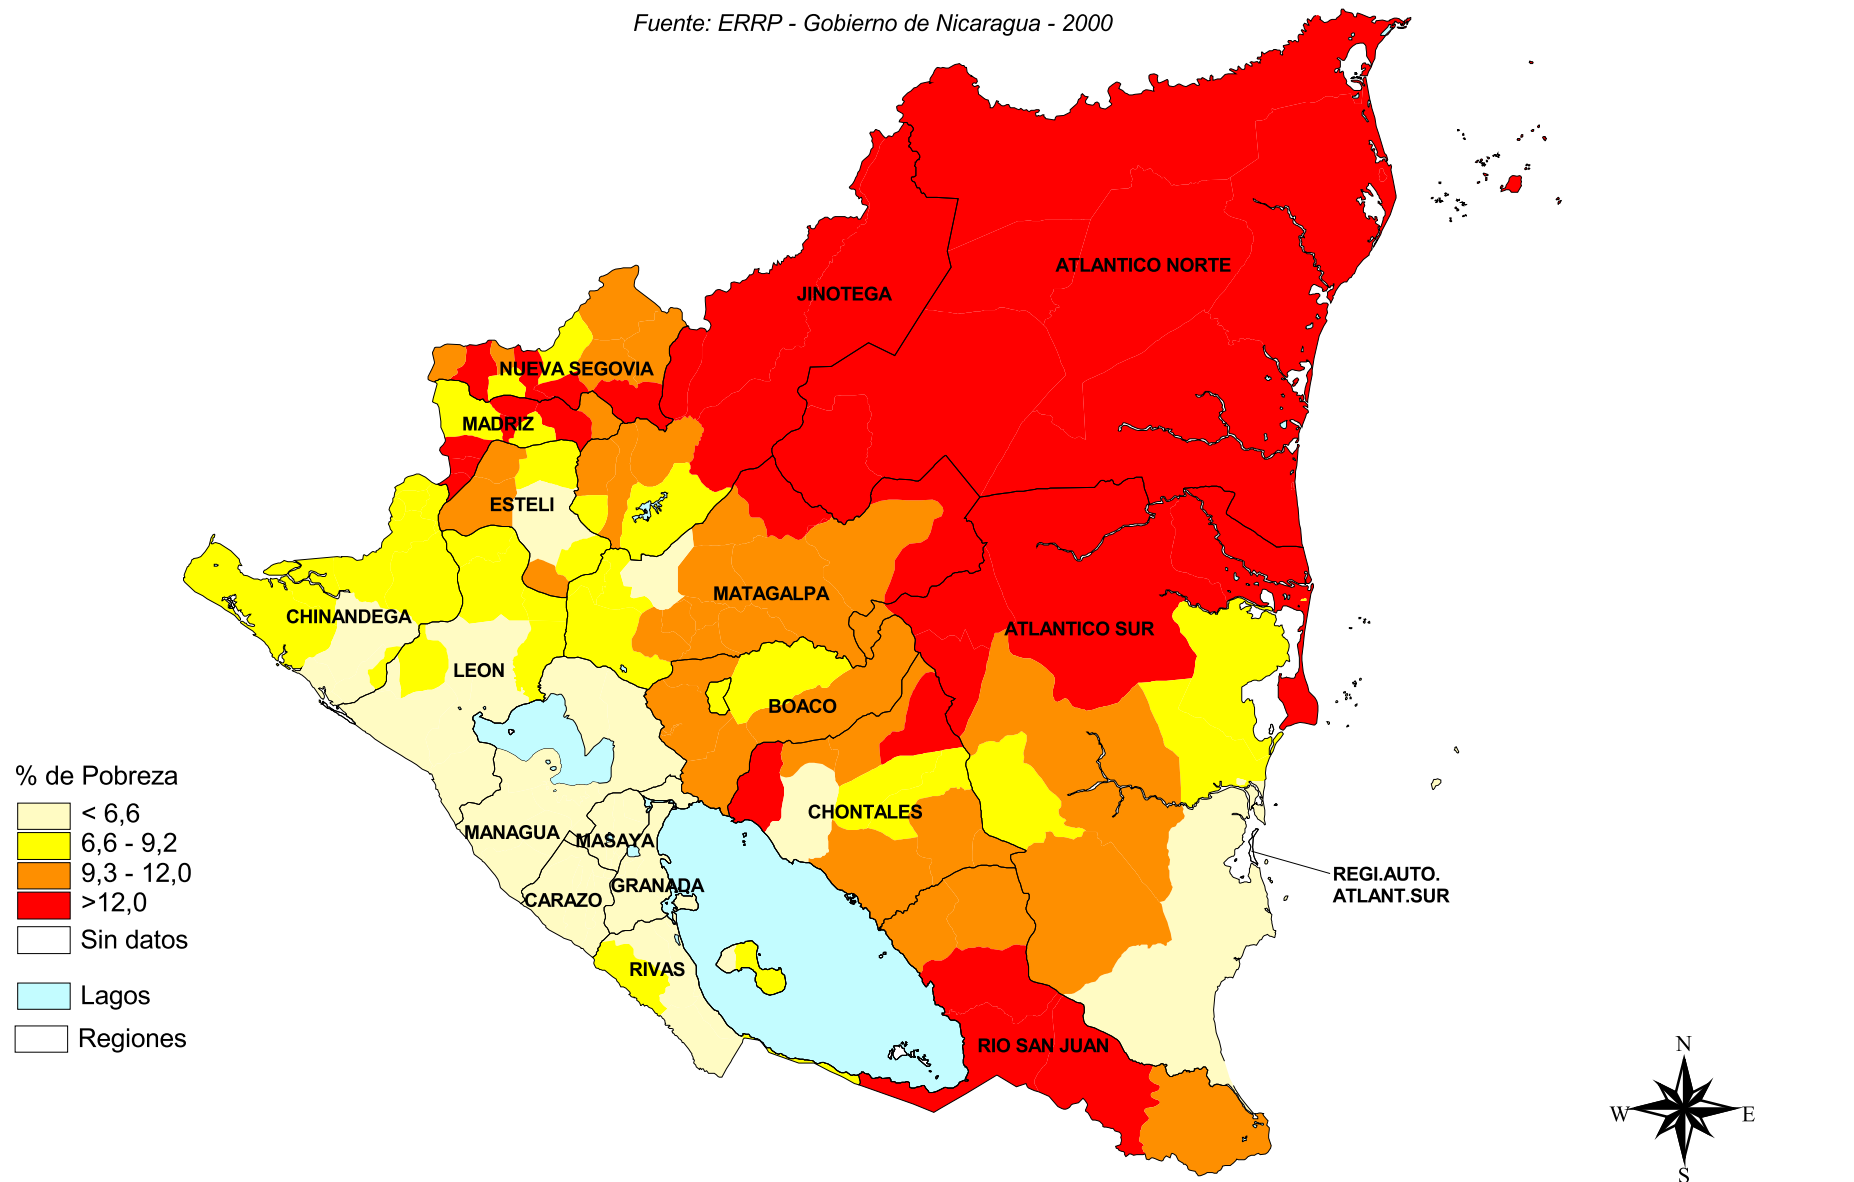 Fuente: ERRP - Gobierno de Nicaragua - 2000
ATLANTICO NORTE
JINOTEGA
NUEVA SEGOVIA
MADRIZ
ESTELI
MATAGALPA
CHINANDEGA
ATLANTICO SUR
LEON
BOACO
CHONTALES
MANAGUA
MASAYA
GRANADA
CARAZO
REGI.AUTO.
ATLANT.SUR
RIVAS
RIO SAN JUAN
% de Pobreza
< 6,6
6,6 - 9,2
9,3 - 12,0
>12,0
Sin datos
Lagos
Regiones
N
W
E
S